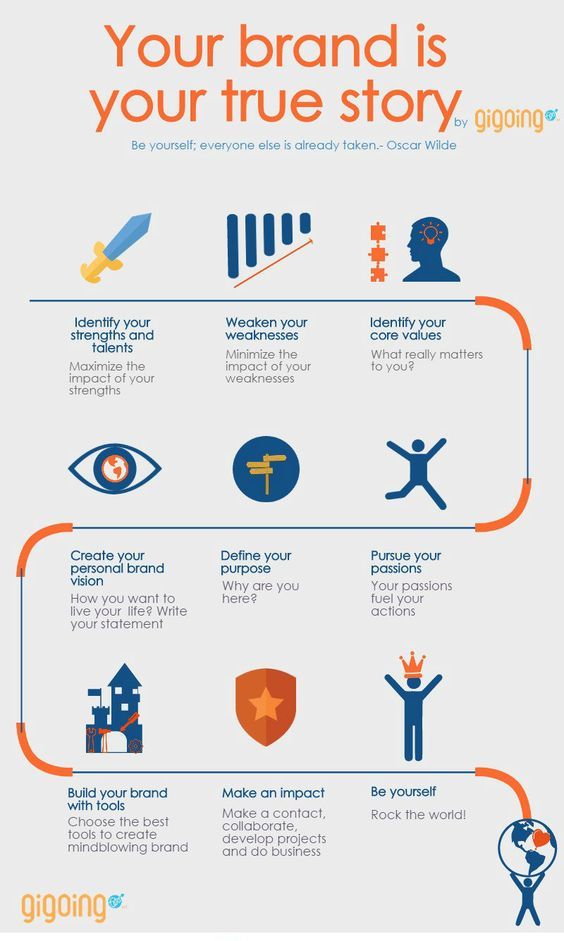 Your brand is
your true story
by gigoing
Be yourself; everyone else is already taken.- Oscar Wilde
Identify your
strengths and
talents
Maximize the
impact of your
strengths
Weaken your
weaknesses
Minimize the
impact of your
weaknesses
Identify your
core values
What really matters
to you?
Create your
personal brand
vision
How you want to
live your life? Write
your statement
Define your
purpose
Why are you
here?
Pursue your
passions
Your passions
fuel your
actions
Build your brand
with tools
Choose the best
tools to create
mindblowing brand
Make an impact
Make a contact,
collaborate,
develop projects
and do business
Be yourself
Rock the world!
gigoing